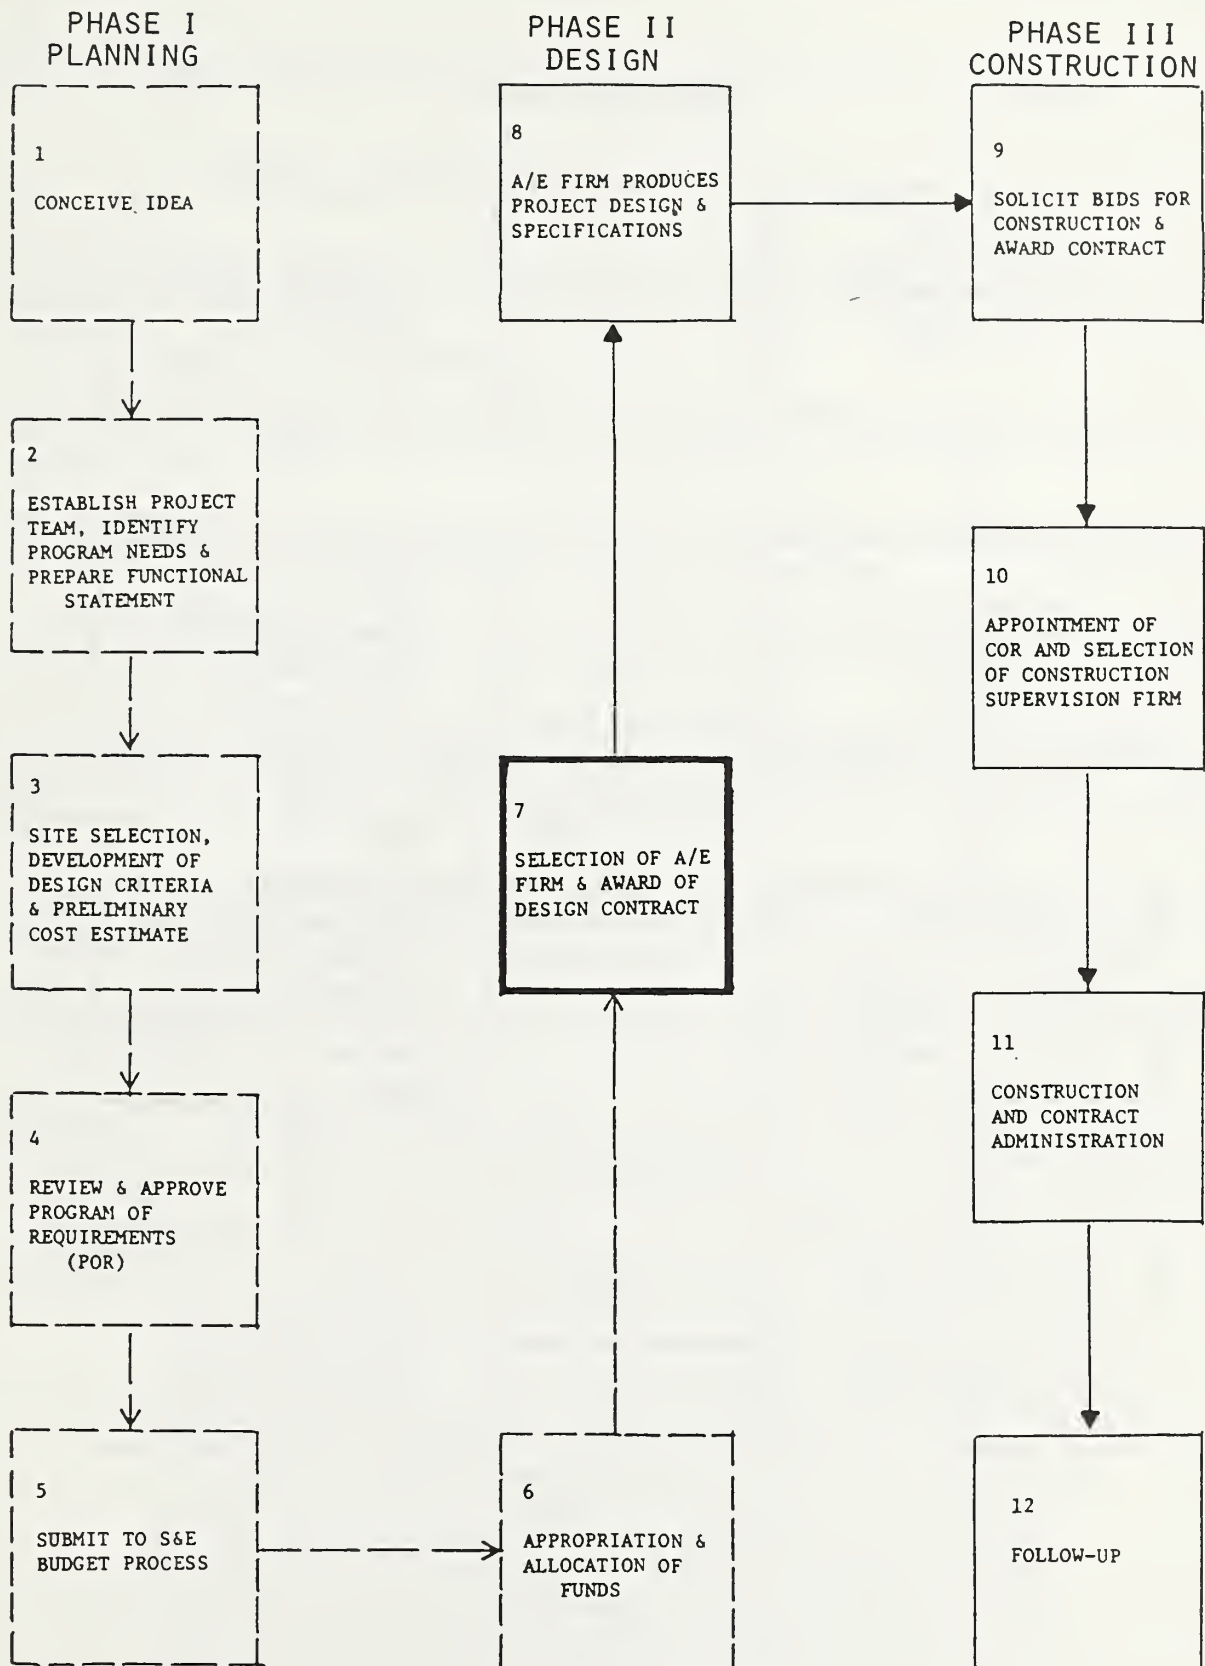 PHASE I
PLANNING
1
CONCEIVE IDEA
2
ESTABLISH PROJECT
TEAM, IDENTIFY
PROGRAM NEEDS &
PREPARE FUNCTIONAL
STATEMENT
3
SITE SELECTION,
DEVELOPMENT OF
DESIGN CRITERIA
& PRELIMINARY
COST ESTIMATE
4
REVIEW & APPROVE
PROGRAM OF
REQUIREMENTS
(POR)
5
SUBMIT TO S&E
BUDGET PROCESS
PHASE II
DESIGN
8
A/E FIRM PRODUCES
PROJECT DESIGN &
SPECIFICATIONS
7
SELECTION OF A/E
FIRM & AWARD OF
DESIGN CONTRACT
6
APPROPRIATION &
ALLOCATION OF
FUNDS
PHASE III
CONSTRUCTION
9
SOLICIT BIDS FOR
CONSTRUCTION &
AWARD CONTRACT
10
APPOINTMENT OF
COR AND SELECTION
OF CONSTRUCTION
SUPERVISION FIRM
11
CONSTRUCTION
AND CONTRACT
ADMINISTRATION
12
FOLLOW-UP